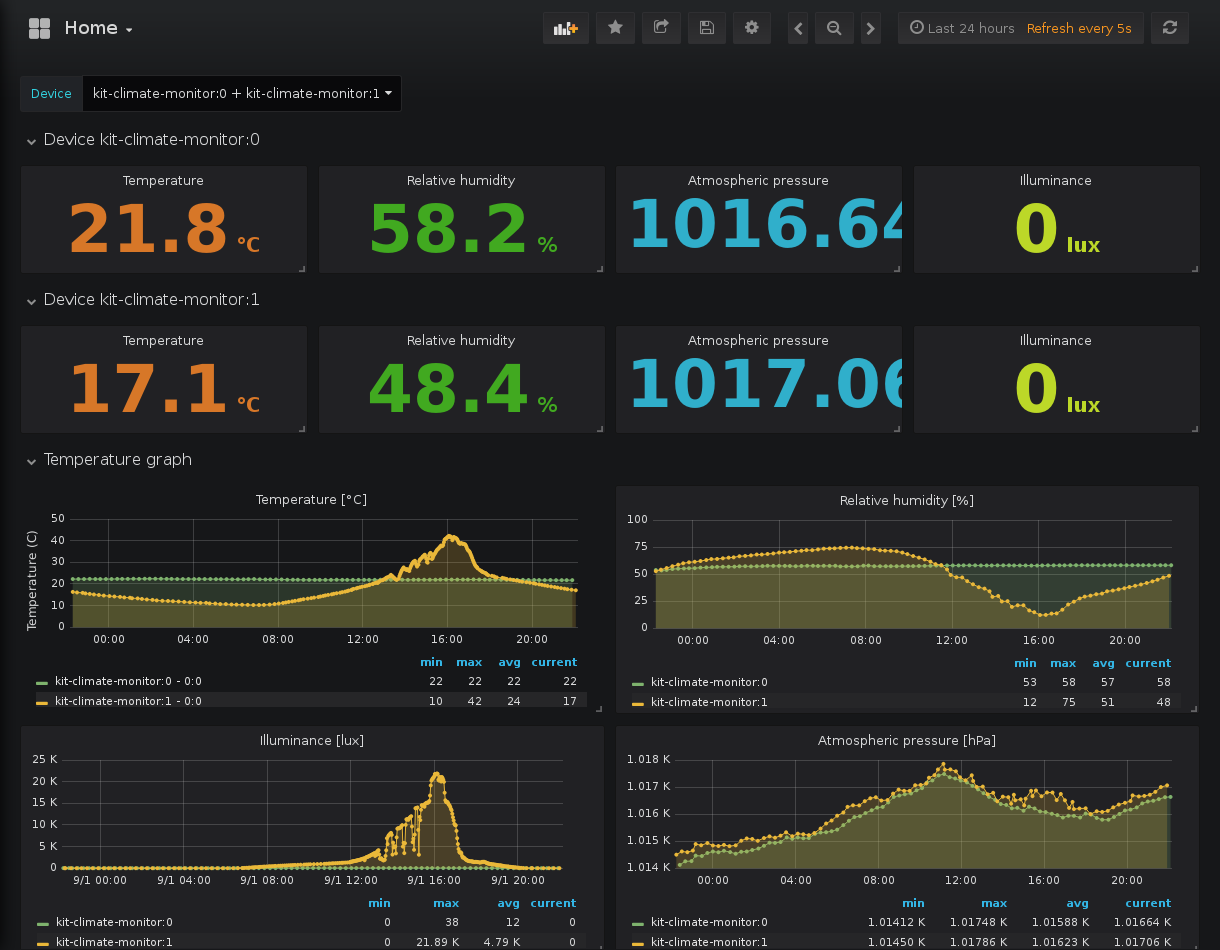 Home
Last 24 hours Refresh every 5s
Device kit-climate-monitor:0 + kit-climate-monitor:1
Device kit-climate-monitor:0
Temperature Relative humidity Atmospheric pressure Illuminance
21.8 °C 58.2 % 1016.64 0 lux
Device kit-climate-monitor:1
Temperature Relative humidity Atmospheric pressure Illuminance
17.1 °C 48.4 % 1017.06 0 lux
Temperature graph
Temperature [°C]
Temperature (C)
50
40
30
20
10
0
00:00 04:00 08:00 12:00 16:00 20:00
min max avg current
kit-climate-monitor:0 - 0:0 22 22 22 22
kit-climate-monitor:1 - 0:0 10 42 24 17
Relative humidity [%]
100
75
50
25
0
00:00 04:00 08:00 12:00 16:00 20:00
min max avg current
kit-climate-monitor:0 53 58 57 58
kit-climate-monitor:1 12 75 51 48
Illuminance [lux]
25 K
20 K
15 K
10 K
5 K
0
9/1 00:00 9/1 04:00 9/1 08:00 9/1 12:00 9/1 16:00 9/1 20:00
min max avg current
kit-climate-monitor:0 0 38 12 0
kit-climate-monitor:1 0 21.89 K 4.79 K 0
Atmospheric pressure [hPa]
1.018 K
1.017 K
1.016 K
1.015 K
1.014 K
00:00 04:00 08:00 12:00 16:00 20:00
min max avg current
kit-climate-monitor:0 1.01412 K 1.01748 K 1.01588 K 1.01664 K
kit-climate-monitor:1 1.01450 K 1.01786 K 1.01623 K 1.01706 K